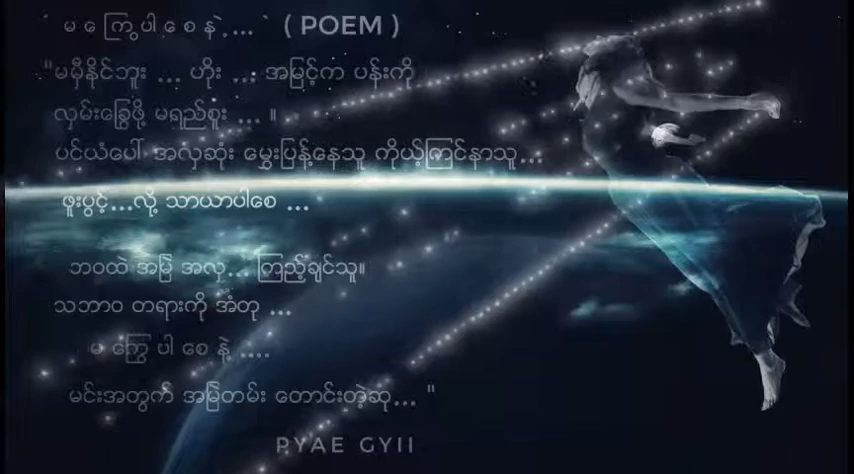 ` မ ေ ကြွ ပါ စေ နဲ့ ... ` ( POEM )
"မမှီနိုင်ဘူး ... ဟိုး ... အမြင့်က ပန်းကို
လှမ်းခြွေဖို့ မရည်စူး ... ။
ပင်ယံပေါ် အလှဆုံး မွှေးပြန့်နေသူ ကိုယ့်ကြင်နာသူ...
ဖူးပွင့်...လို့ သာယာပါစေ ...
ဘဝထဲ အမြဲ အလှ... ကြည့်ချင်သူ။
သဘာဝ တရားကို အံတု ...
မ ကြွေ ပါ စေ နဲ့ ....
မင်းအတွက် အမြဲတမ်း တောင်းတဲ့ဆု... "
PYAE GYII